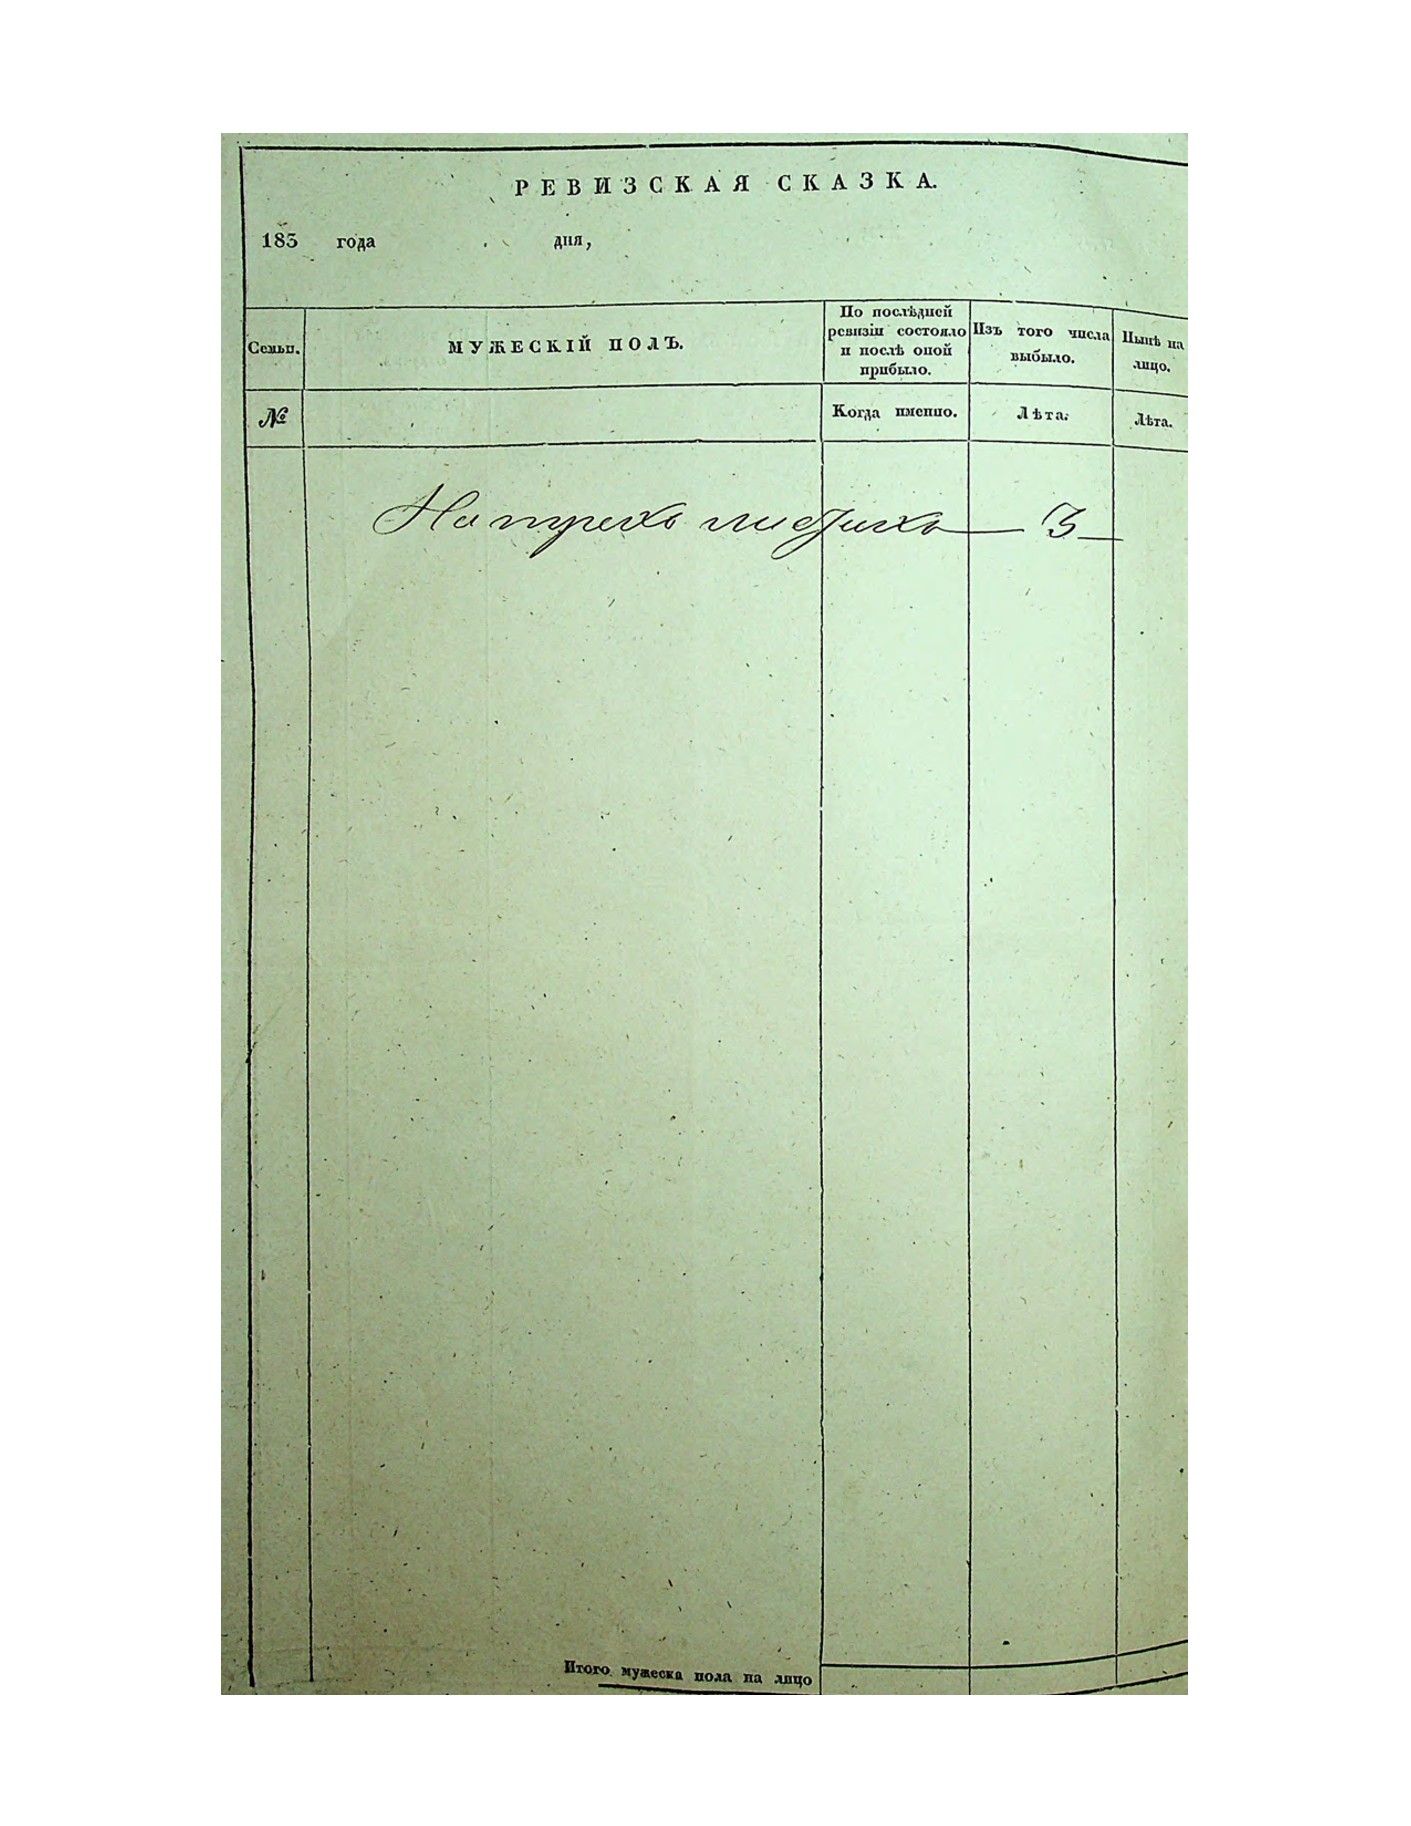 РЕВИЗСКАЯ СКАЗКА.
183 года дня,
Семьи.
МУЖЕСКІЙ ПОЛЪ.
По послѣдней
ревизіи состояло
и послѣ оной
прибыло.
Изъ того числа
выбыло.
Нынѣ на
лицо.
№
Когда именно.
Лѣта.
Лѣта.
На трехъ листахъ — 3 —
Итого мужеска пола на лицо